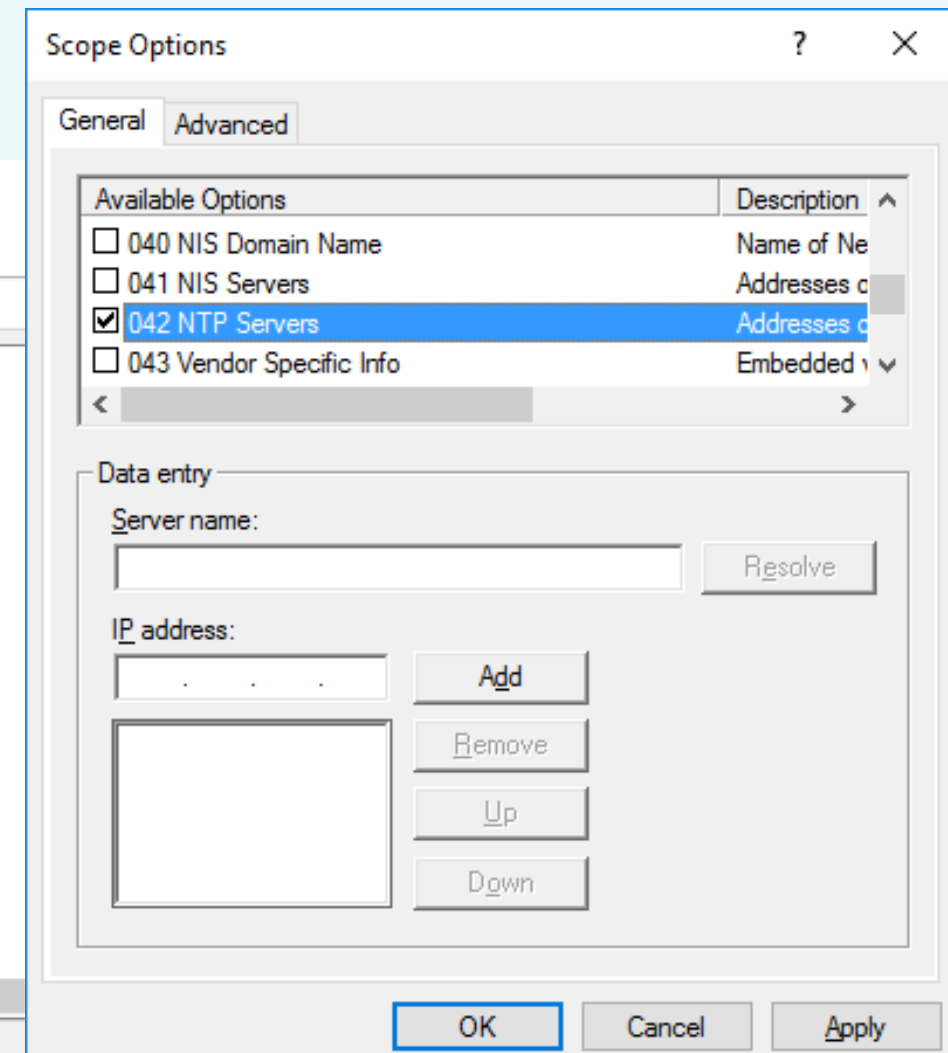 Scope Options
General Advanced
Available Options Description
040 NIS Domain Name Name of Ne
041 NIS Servers Addresses o
042 NTP Servers Addresses o
043 Vendor Specific Info Embedded
Data entry
Server name:
Resolve
IP address:
. . . Add
Remove
Up
Down
OK Cancel Apply